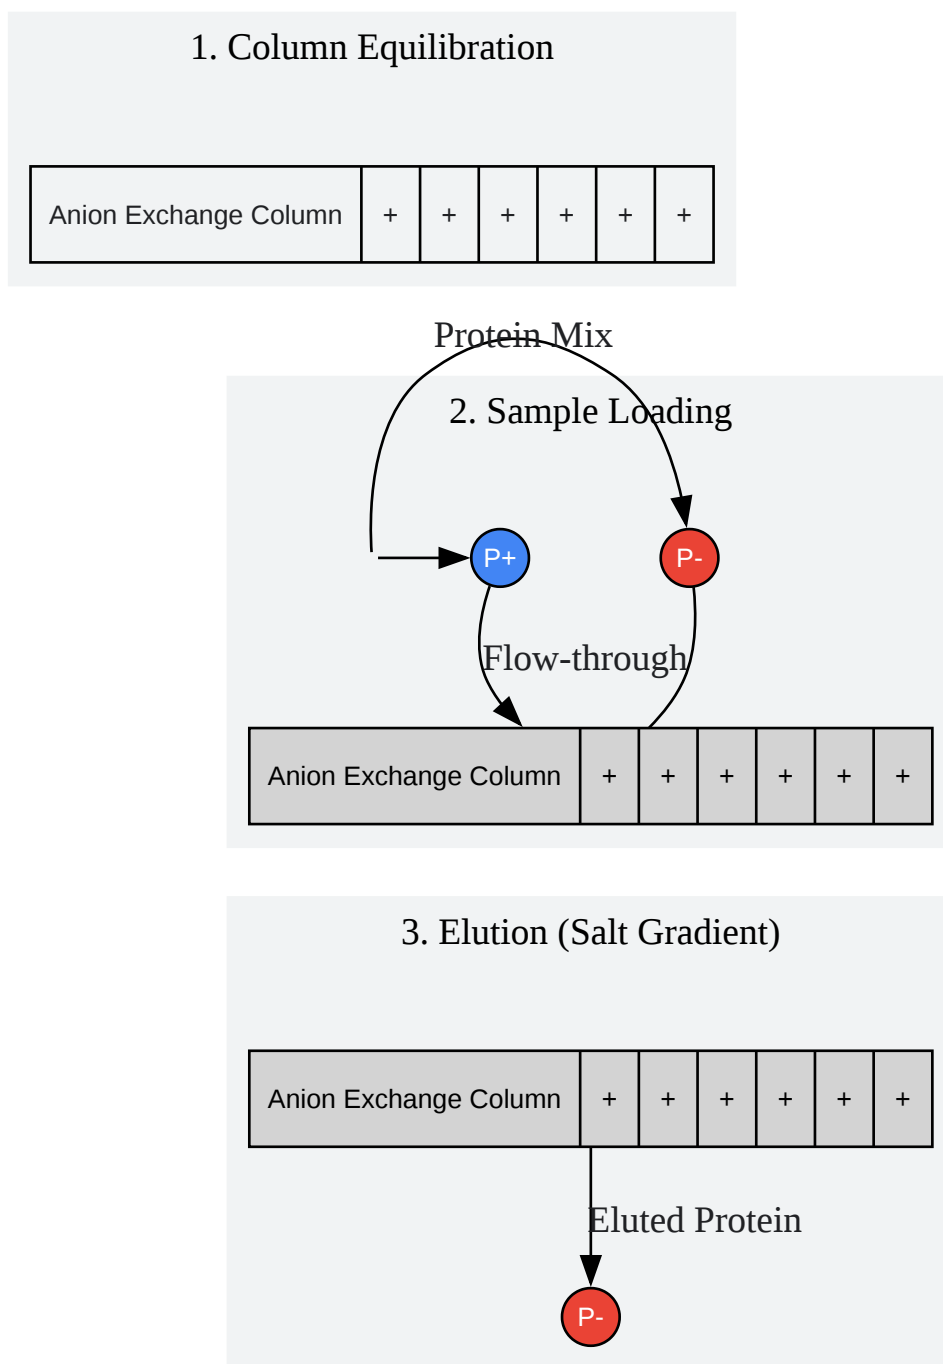 1. Column Equilibration
Anion Exchange Column + + + + + +
Protein Mix
2. Sample Loading
P+ P-
Flow-through
Anion Exchange Column + + + + + +
3. Elution (Salt Gradient)
Anion Exchange Column + + + + + +
Eluted Protein
P-